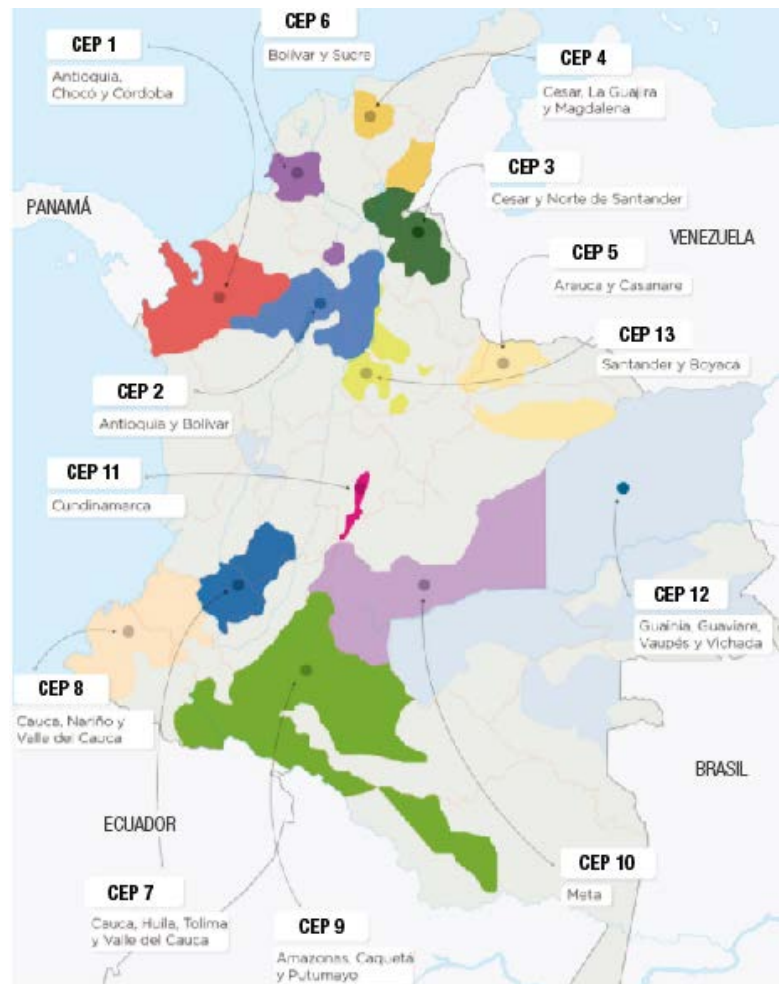 CEP 6
Bolívar y Sucre
CEP 1
Antioquia,
Chocó y Córdoba
CEP 4
Cesar, La Guajira
y Magdalena
CEP 3
Cesar y Norte de Santander
PANAMÁ
VENEZUELA
CEP 5
Arauca y Casanare
CEP 13
Santander y Boyaca
CEP 2
Antioquia y Bolívar
CEP 11
Cundinamarca
CEP 12
Guainía, Guaviare,
Vaupés y Vichada
CEP 8
Cauca, Nariño y
Valle del Cauca
BRASIL
ECUADOR
CEP 10
Meta
CEP 7
Cauca, Huila, Tolima
y Valle del Cauca
CEP 9
Amazonas, Caquetá
y Putumayo